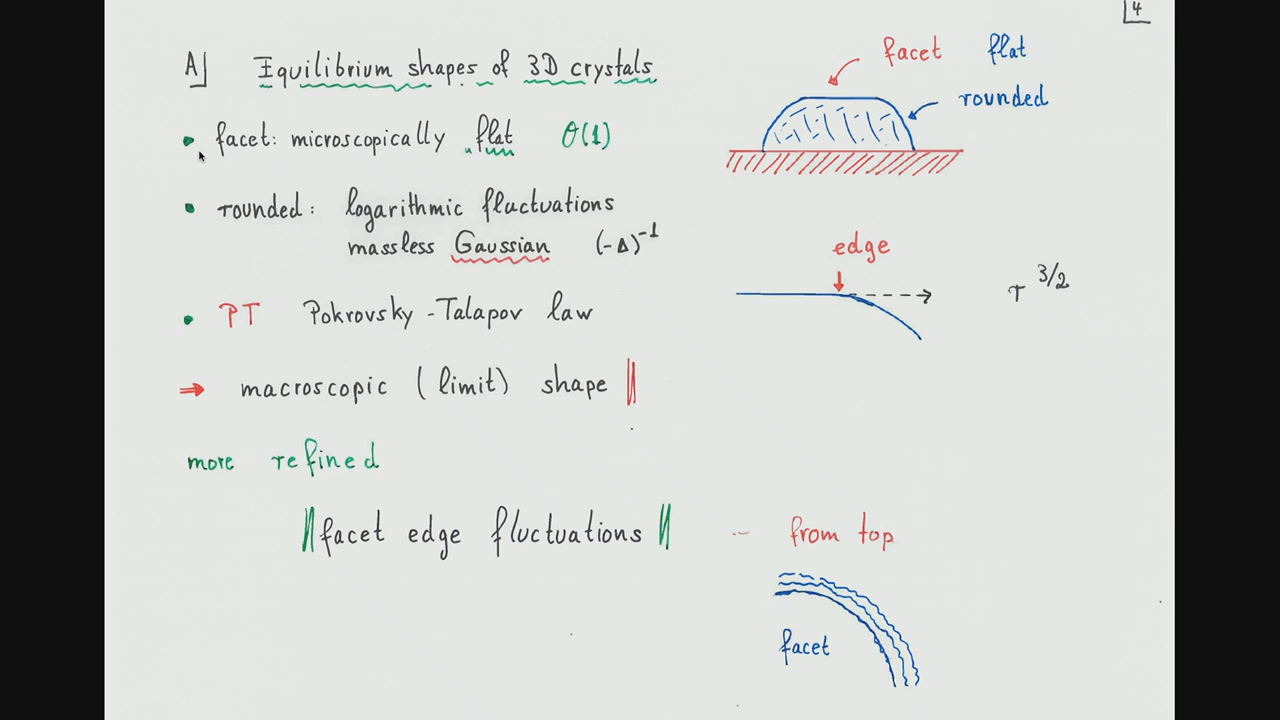 4
A] Equilibrium shapes of 3D crystals
facet flat
rounded
• facet: microscopically flat O(1)
• rounded: logarithmic fluctuations
massless Gaussian (-Δ)⁻¹
edge
r^3/2
• PT Pokrovsky-Talapov law
⇒ macroscopic (limit) shape ||
more refined
|| facet edge fluctuations || - from top
facet